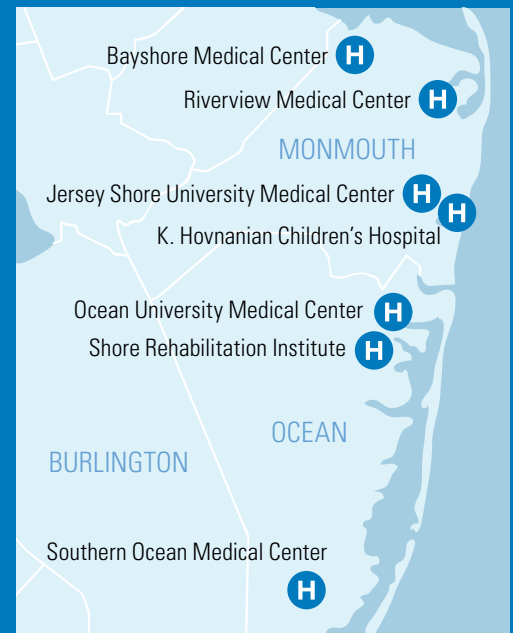 Bayshore Medical Center H
Riverview Medical Center H
MONMOUTH
Jersey Shore University Medical Center H
H
K. Hovnanian Children's Hospital
Ocean University Medical Center H
Shore Rehabilitation Institute H
OCEAN
BURLINGTON
Southern Ocean Medical Center
H